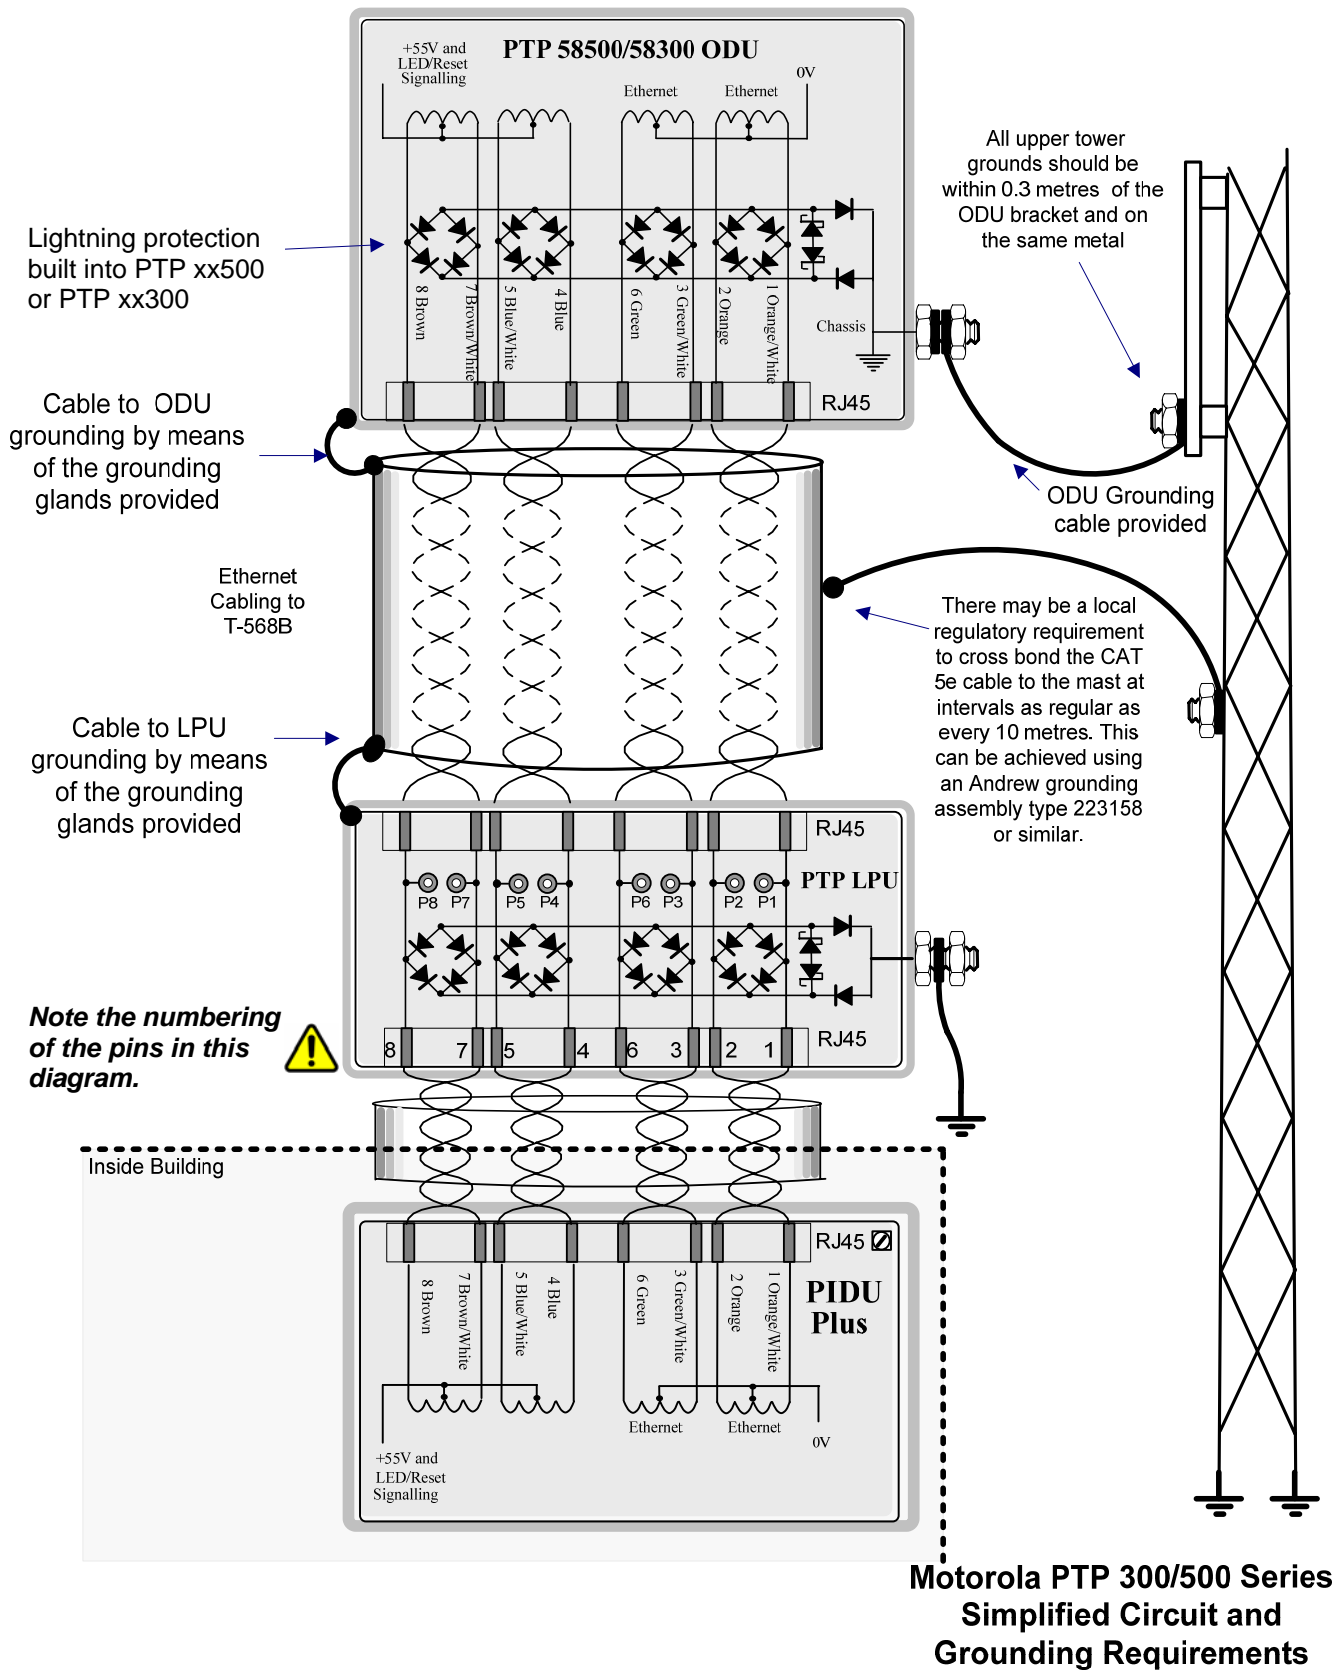 +55V and
LED/Reset
Signalling
PTP 58500/58300 ODU
0V
Ethernet
Ethernet
All upper tower
grounds should be
within 0.3 metres of the
ODU bracket and on
the same metal
Lightning protection
built into PTP xx500
or PTP xx300
8 Brown
7 Brown/White
5 Blue/White
4 Blue
6 Green
3 Green/White
2 Orange
1 Orange/White
Chassis
RJ45
Cable to ODU
grounding by means
of the grounding
glands provided
ODU Grounding
cable provided
Ethernet
Cabling to
T-568B
There may be a local
regulatory requirement
to cross bond the CAT
5e cable to the mast at
intervals as regular as
every 10 metres. This
can be achieved using
an Andrew grounding
assembly type 223158
or similar.
Cable to LPU
grounding by means
of the grounding
glands provided
RJ45
PTP LPU
P8 P7 P5 P4 P6 P3 P2 P1
Note the numbering
of the pins in this
diagram.
8 7 5 4 6 3 2 1
RJ45
Inside Building
RJ45
8 Brown
7 Brown/White
5 Blue/White
4 Blue
6 Green
3 Green/White
2 Orange
1 Orange/White
PIDU
Plus
Ethernet
Ethernet
0V
+55V and
LED/Reset
Signalling
Motorola PTP 300/500 Series
Simplified Circuit and
Grounding Requirements